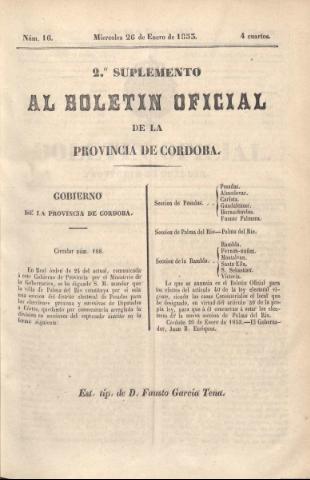 Núm. 16. Miercoles 26 de Enero de 1853. 4 cuartos.
2.º SUPLEMENTO
AL BOLETIN OFICIAL
DE LA
PROVINCIA DE CORDOBA.
GOBIERNO
DE LA PROVINCIA DE CORDOBA.
Circular núm. 188.
En Real órden de 24 del actual, comunicada
á este Gobierno de Provincia por el Ministerio de
la Gobernacion, se ha dignado S. M. mandar que
la villa de Palma del Rio constituya por sí sola
una seccion del distrito electoral de Posadas para
las elecciones generales y sucesivas de Diputados
á Córtes, quedando por consecuencia arreglada la
division en secciones del espresado distrito en la
forma siguiente:
Seccion de Posadas.
Posadas.
Almodovar.
Carlota.
Guadalcazar.
Hornachuelos.
Fuente Palmera.
Seccion de Palma del Rio—Palma del Rio.
Seccion de la Rambla.
Rambla.
Fernan-nuñez.
Montalvan.
Santa Ella.
S. Sebastian.
Victoria.
Lo que se anuncia en el Boletin Oficial para
los efectos del artículo 40 de la ley electoral vi-
gente, siendo las casas Consistoriales el local que
he designado, en virtud del artículo 39 de la pro-
pia ley, para que á él concurran á votar los elec-
tores de la nueva seccion de Palma del Rio.
Córdoba 26 de Enero de 1853.—El Goberna-
dor, Juan B. Enriquez.
Est. tip. de D. Fausto Garcia Tena.